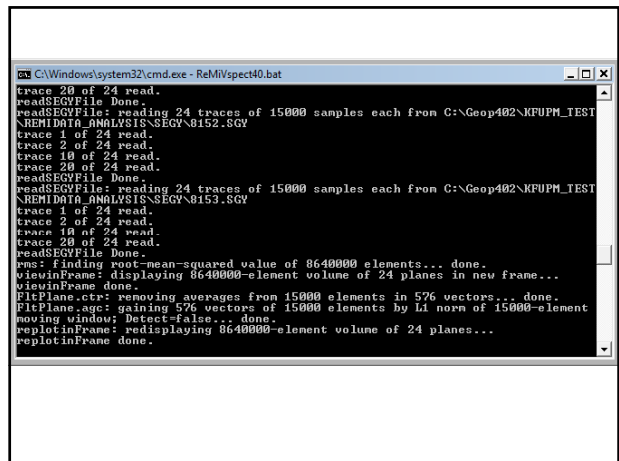 C:\Windows\system32\cmd.exe - ReMiVspect40.bat
trace 20 of 24 read.
readSEGYFile Done.
readSEGYFile: reading 24 traces of 15000 samples each from C:\Geop402\KFUPM_TEST
\REMIDATA_ANALYSIS\SEGY\8152.SGY
trace 1 of 24 read.
trace 2 of 24 read.
trace 10 of 24 read.
trace 20 of 24 read.
readSEGYFile Done.
readSEGYFile: reading 24 traces of 15000 samples each from C:\Geop402\KFUPM_TEST
\REMIDATA_ANALYSIS\SEGY\8153.SGY
trace 1 of 24 read.
trace 2 of 24 read.
trace 10 of 24 read.
trace 20 of 24 read.
readSEGYFile Done.
rms: finding root-mean-squared value of 8640000 elements... done.
viewinFrame: displaying 8640000-element volume of 24 planes in new frame...
viewinFrame done.
FltPlane.ctr: removing averages from 15000 elements in 576 vectors... done.
FltPlane.agc: gaining 576 vectors of 15000 elements by L1 norm of 15000-element
moving window; Detect=false... done.
replotinFrame: redisplaying 8640000-element volume of 24 planes...
replotinFrame done.